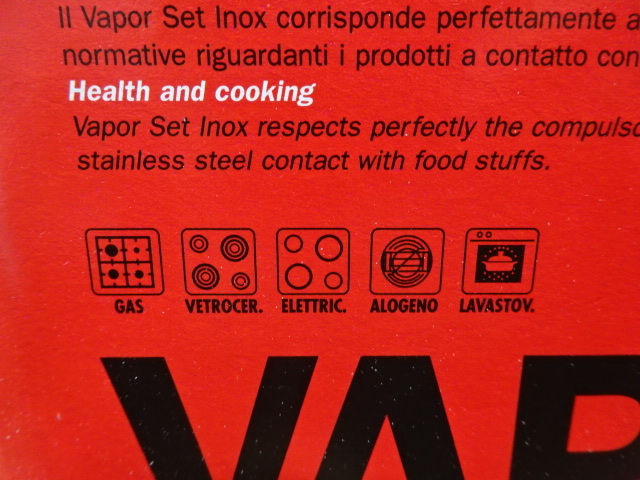 Il Vapor Set Inox corrisponde perfettamente a
normative riguardanti i prodotti a contatto con
Health and cooking
Vapor Set Inox respects perfectly the compulso
stainless steel contact with food stuffs.
GAS VETROCER. ELETTRIC. ALOGENO LAVASTOV.
VAP